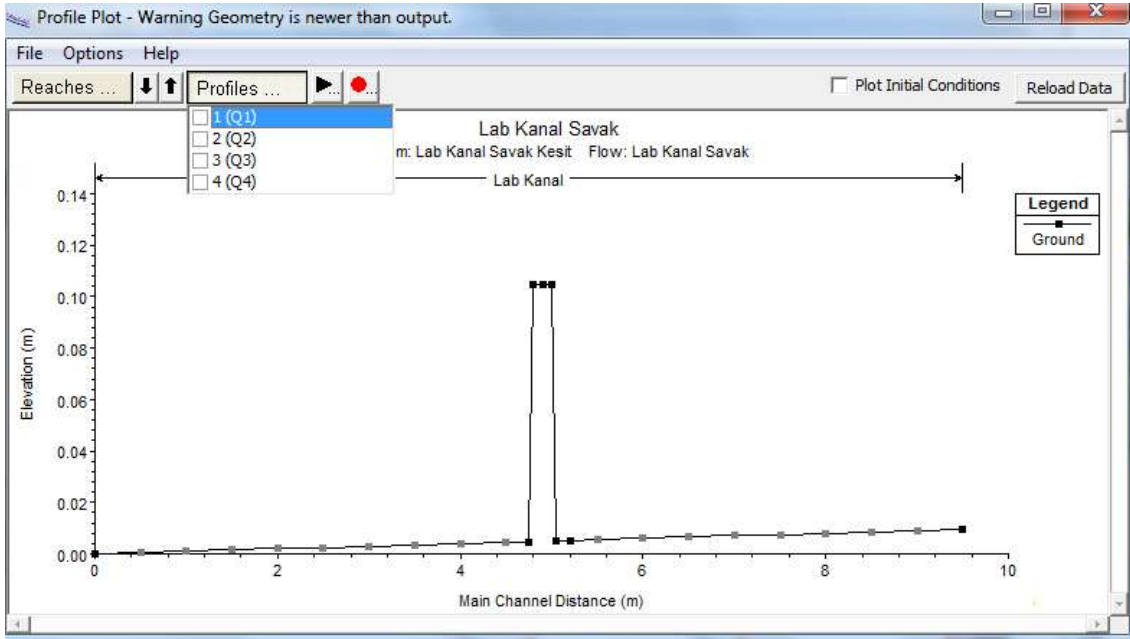 Profile Plot - Warning Geometry is newer than output.
File Options Help
Reaches ... Profiles ... ... ... Plot Initial Conditions Reload Data
1 (Q1)
2 (Q2)
3 (Q3)
4 (Q4)
Lab Kanal Savak
m: Lab Kanal Savak Kesit Flow: Lab Kanal Savak
Lab Kanal
Legend
Ground
0.14
0.12
0.10
0.08
0.06
0.04
0.02
0.00
Elevation (m)
0 2 4 6 8 10
Main Channel Distance (m)